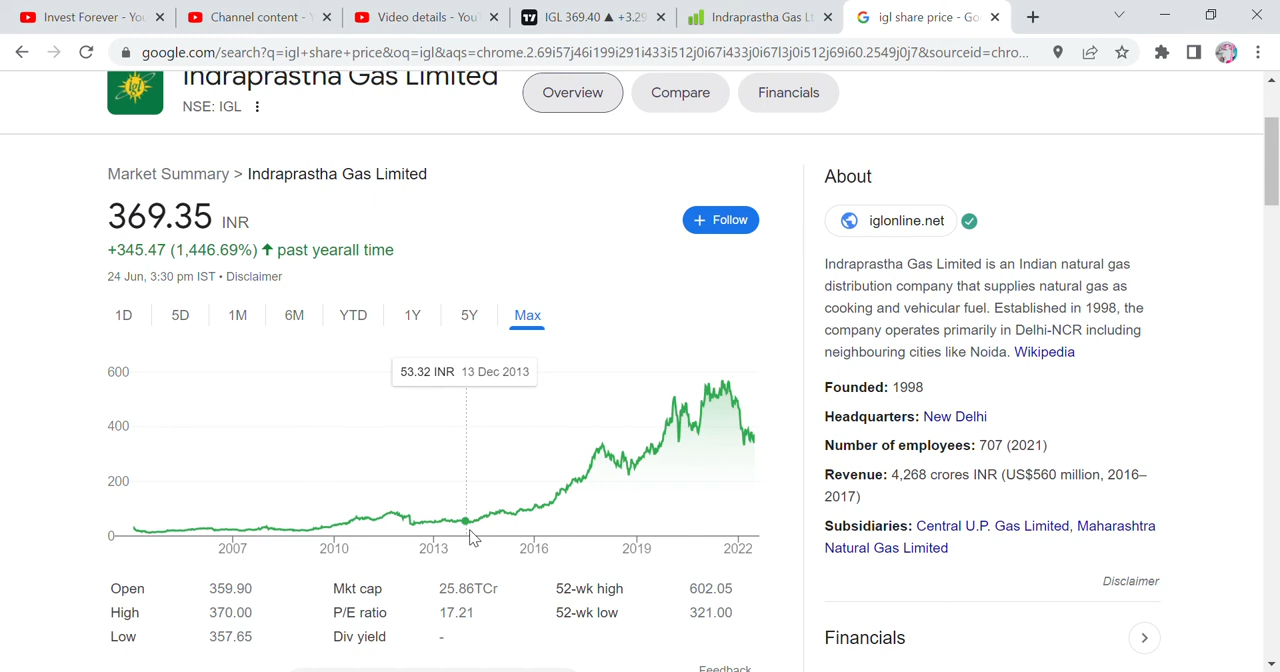 Invest Forever - You
Channel content -
Video details - YouT
IGL 369.40 ▲ +3.29
Indraprastha Gas Lt
igl share price - Goo
google.com/search?q=igl+share+price&oq=igl&aqs=chrome.2.69i57j46i199i291i433i512j0i67i433j0i67l3j0i512j69i60.2549j0j7&sourceid=chro...
Indraprastha Gas Limited
NSE: IGL
Overview
Compare
Financials
Market Summary > Indraprastha Gas Limited
369.35 INR
+ Follow
+345.47 (1,446.69%) ↑ past yearall time
24 Jun, 3:30 pm IST • Disclaimer
1D 5D 1M 6M YTD 1Y 5Y Max
53.32 INR 13 Dec 2013
600
400
200
0
2007 2010 2013 2016 2019 2022
Open 359.90 Mkt cap 25.86TCr 52-wk high 602.05
High 370.00 P/E ratio 17.21 52-wk low 321.00
Low 357.65 Div yield -
Feedback
About
iglonline.net
Indraprastha Gas Limited is an Indian natural gas
distribution company that supplies natural gas as
cooking and vehicular fuel. Established in 1998, the
company operates primarily in Delhi-NCR including
neighbouring cities like Noida. Wikipedia
Founded: 1998
Headquarters: New Delhi
Number of employees: 707 (2021)
Revenue: 4,268 crores INR (US$560 million, 2016–
2017)
Subsidiaries: Central U.P. Gas Limited, Maharashtra
Natural Gas Limited
Disclaimer
Financials